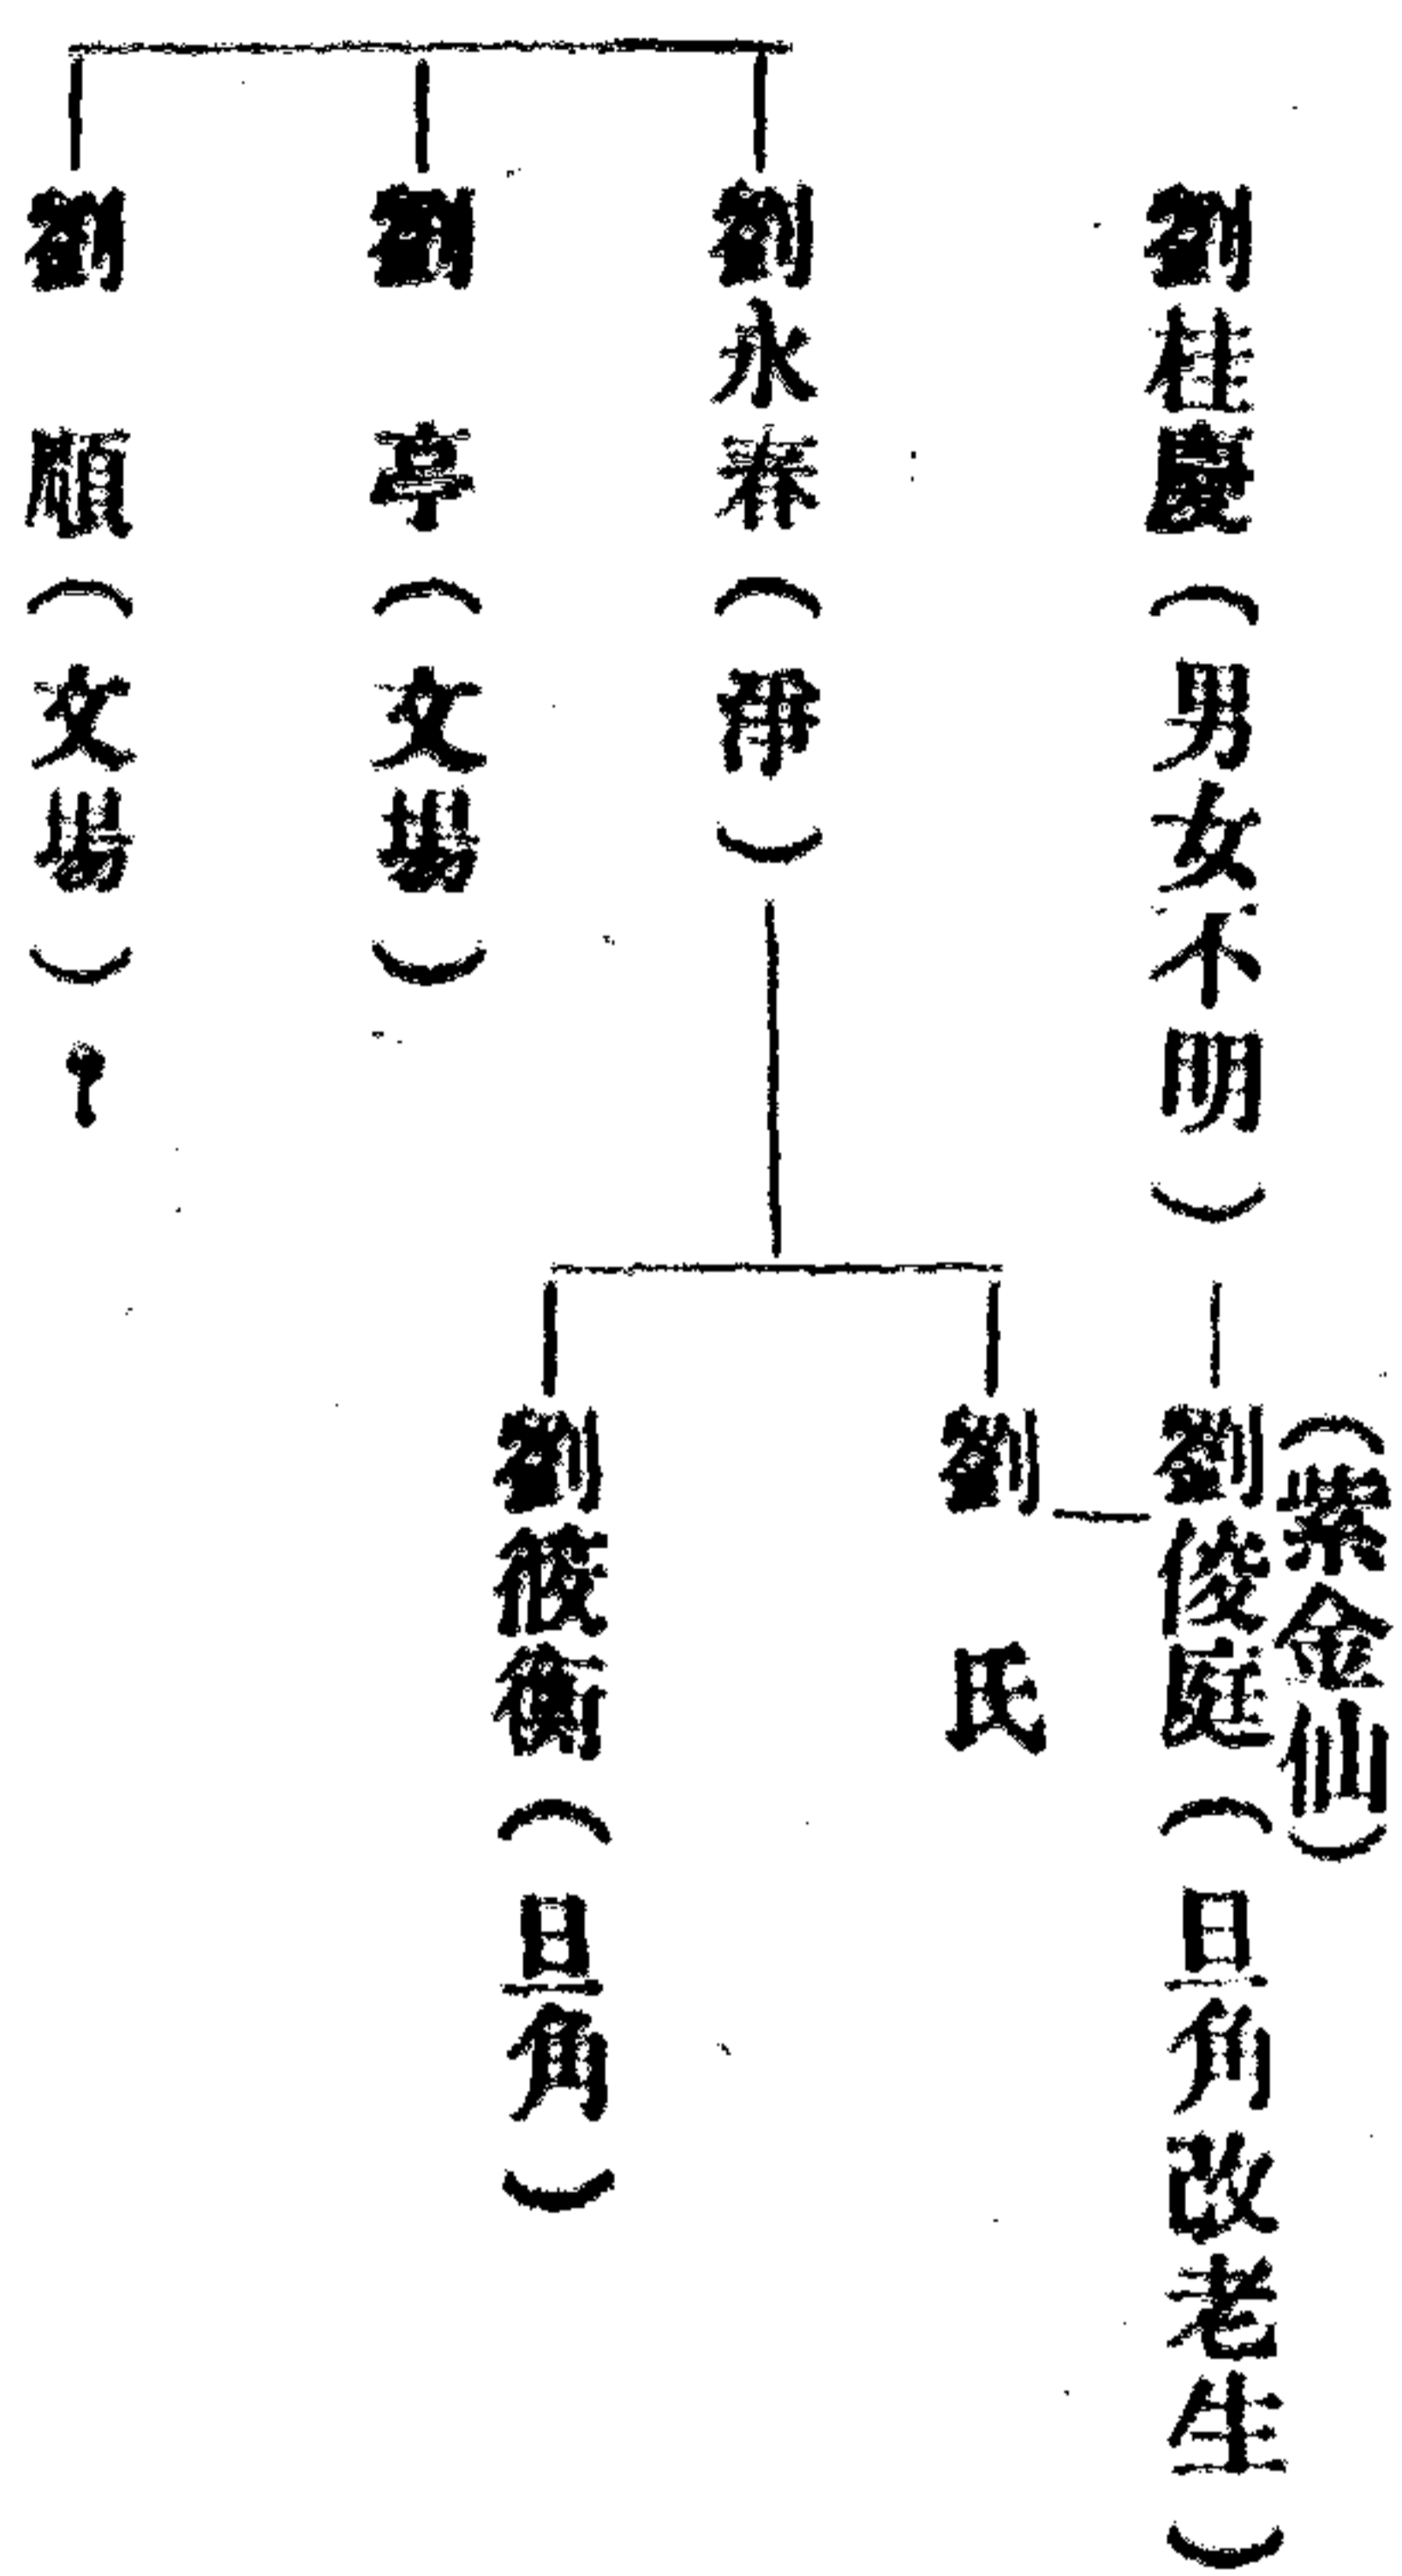 (紫金仙)
劉桂慶(男女不明)
劉俊庭(旦角改老生)
劉氏
劉永春(淨)
劉筱衡(旦角)
劉亭(文場)
劉順(文場)